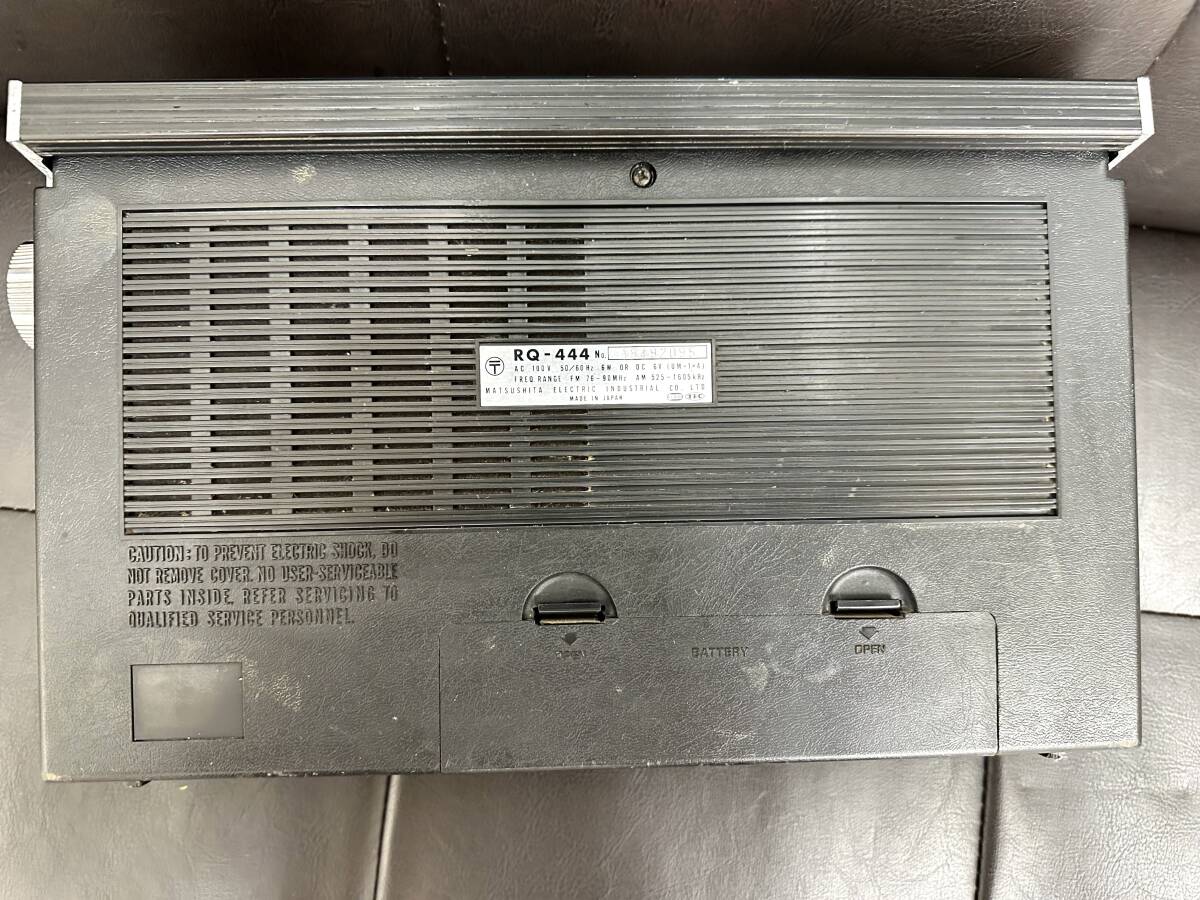 RQ-444 No.
AC 100V 50/60Hz 6W OR DC 6V (UM-1×4)
FREQ.RANGE FM 76-90MHz AM 525-1605kHz
MATSUSHITA ELECTRIC INDUSTRIAL CO., LTD
MADE IN JAPAN
CAUTION: TO PREVENT ELECTRIC SHOCK, DO
NOT REMOVE COVER. NO USER-SERVICEABLE
PARTS INSIDE. REFER SERVICING TO
QUALIFIED SERVICE PERSONNEL.
OPEN
BATTERY
OPEN